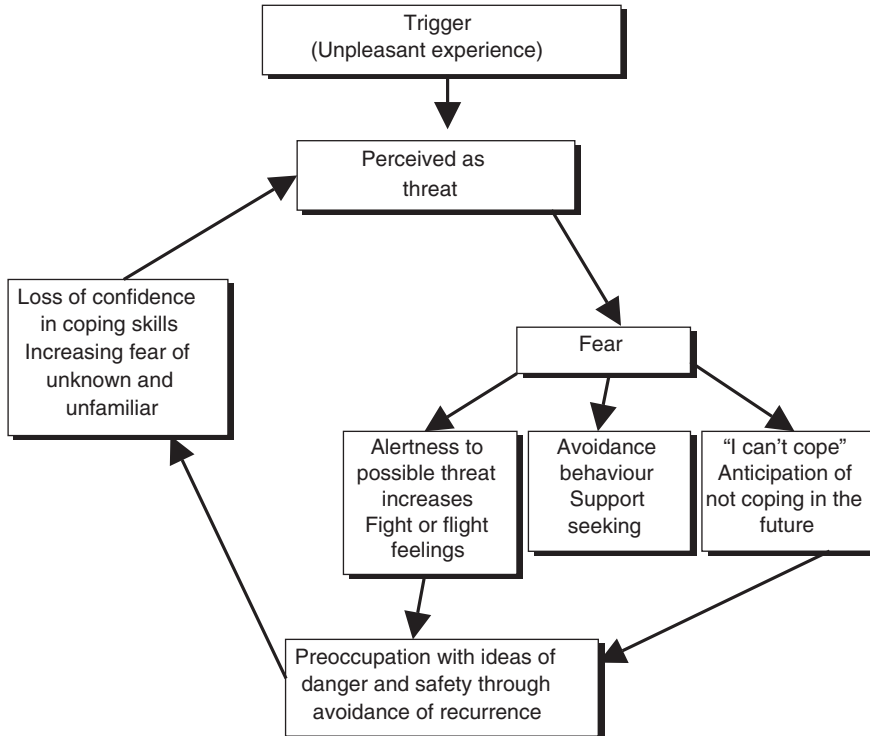 Trigger
(Unpleasant experience)
Perceived as
threat
Loss of confidence
in coping skills
Increasing fear of
unknown and
unfamiliar
Fear
Alertness to
possible threat
increases
Fight or flight
feelings
Avoidance
behaviour
Support
seeking
“I can’t cope”
Anticipation of
not coping in the
future
Preoccupation with ideas of
danger and safety through
avoidance of recurrence